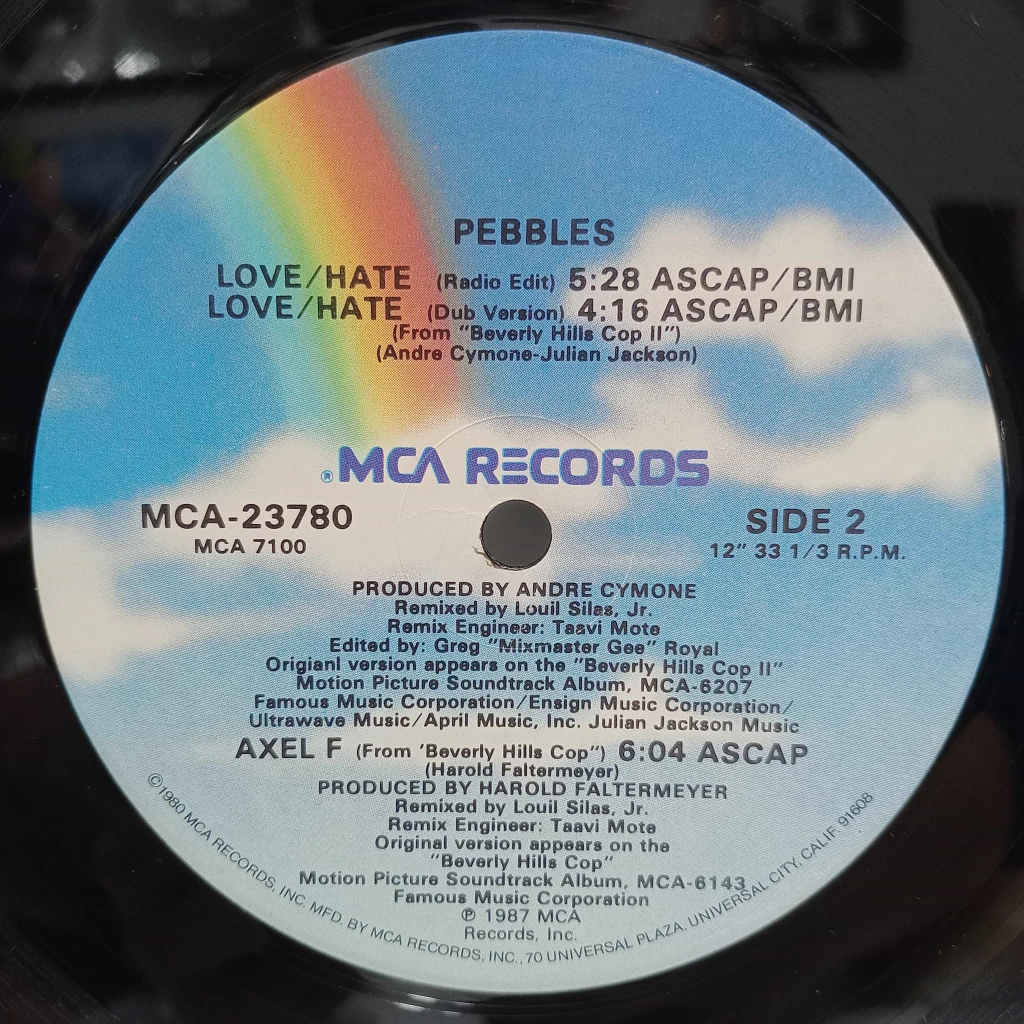 PEBBLES
LOVE/HATE (Radio Edit) 5:28 ASCAP/BMI
LOVE/HATE (Dub Version) 4:16 ASCAP/BMI
(From "Beverly Hills Cop II")
(Andre Cymone-Julian Jackson)
®MCA RECORDS
MCA-23780
MCA 7100
SIDE 2
12" 33 1/3 R.P.M.
PRODUCED BY ANDRE CYMONE
Remixed by Louil Silas, Jr.
Remix Engineer: Taavi Mote
Edited by: Greg "Mixmaster Gee" Royal
Origianl version appears on the "Beverly Hills Cop II"
Motion Picture Soundtrack Album, MCA-6207
Famous Music Corporation/Ensign Music Corporation/
Ultrawave Music/April Music, Inc. Julian Jackson Music
AXEL F (From 'Beverly Hills Cop") 6:04 ASCAP
(Harold Faltermeyer)
PRODUCED BY HAROLD FALTERMEYER
Remixed by Louil Silas, Jr.
Remix Engineer: Taavi Mote
Original version appears on the
"Beverly Hills Cop"
Motion Picture Soundtrack Album, MCA-6143
Famous Music Corporation
℗ 1987 MCA
Records, Inc.
©1980 MCA RECORDS, INC. MFD. BY MCA RECORDS, INC., 70 UNIVERSAL PLAZA, UNIVERSAL CITY, CALIF. 91608